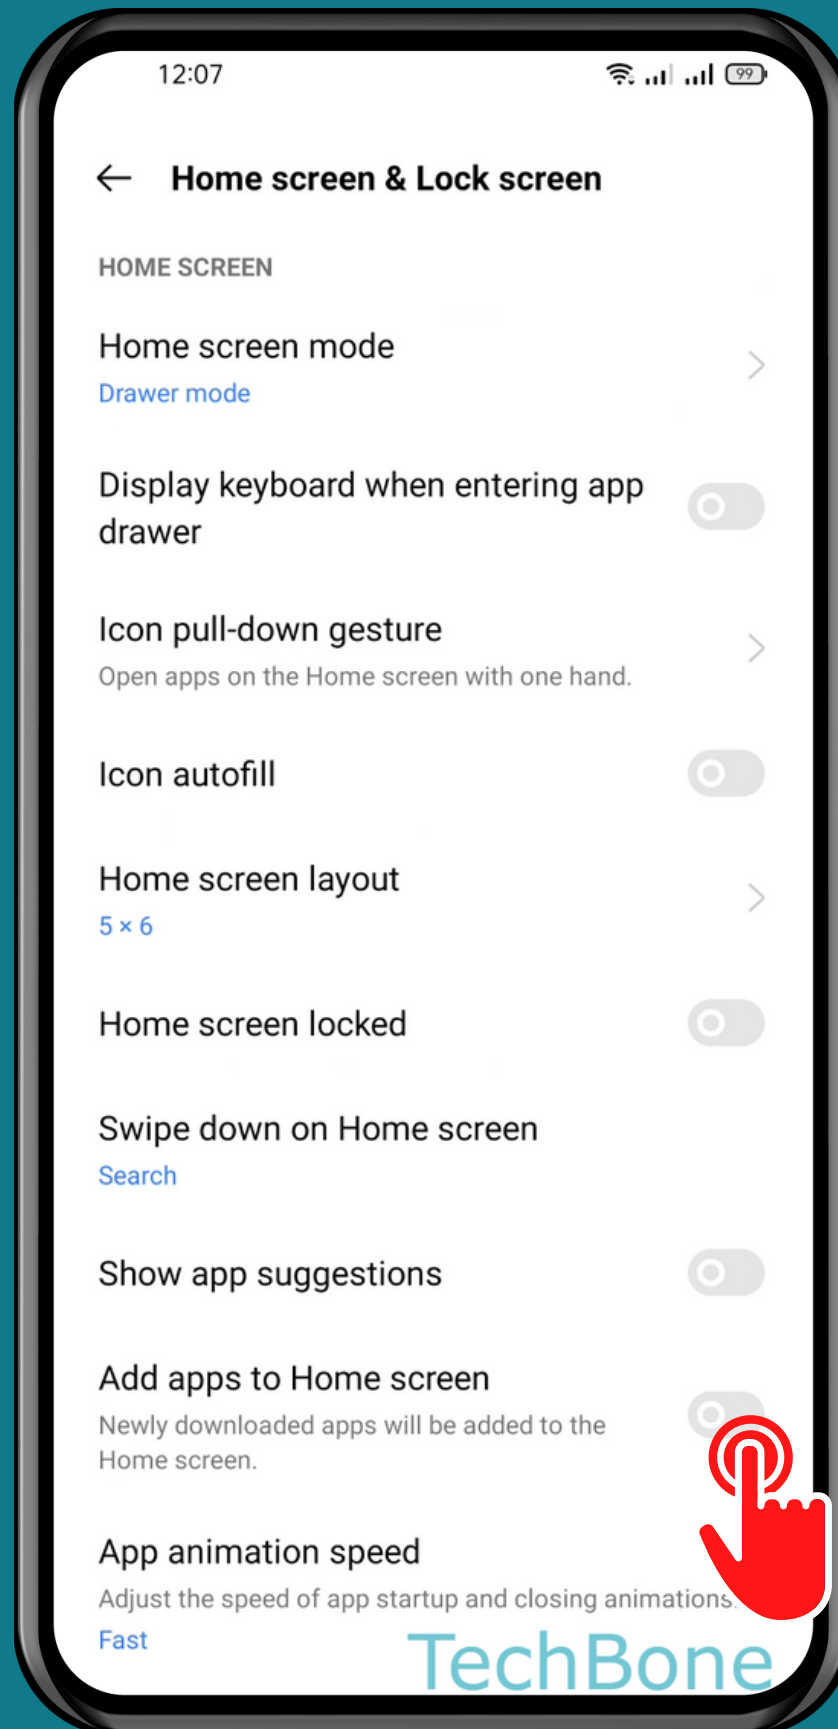 12:07
99
Home screen & Lock screen
HOME SCREEN
Home screen mode
Drawer mode
Display keyboard when entering app
drawer
Icon pull-down gesture
Open apps on the Home screen with one hand.
Icon autofill
Home screen layout
5 × 6
Home screen locked
Swipe down on Home screen
Search
Show app suggestions
Add apps to Home screen
Newly downloaded apps will be added to the
Home screen.
App animation speed
Adjust the speed of app startup and closing animations.
Fast
TechBone